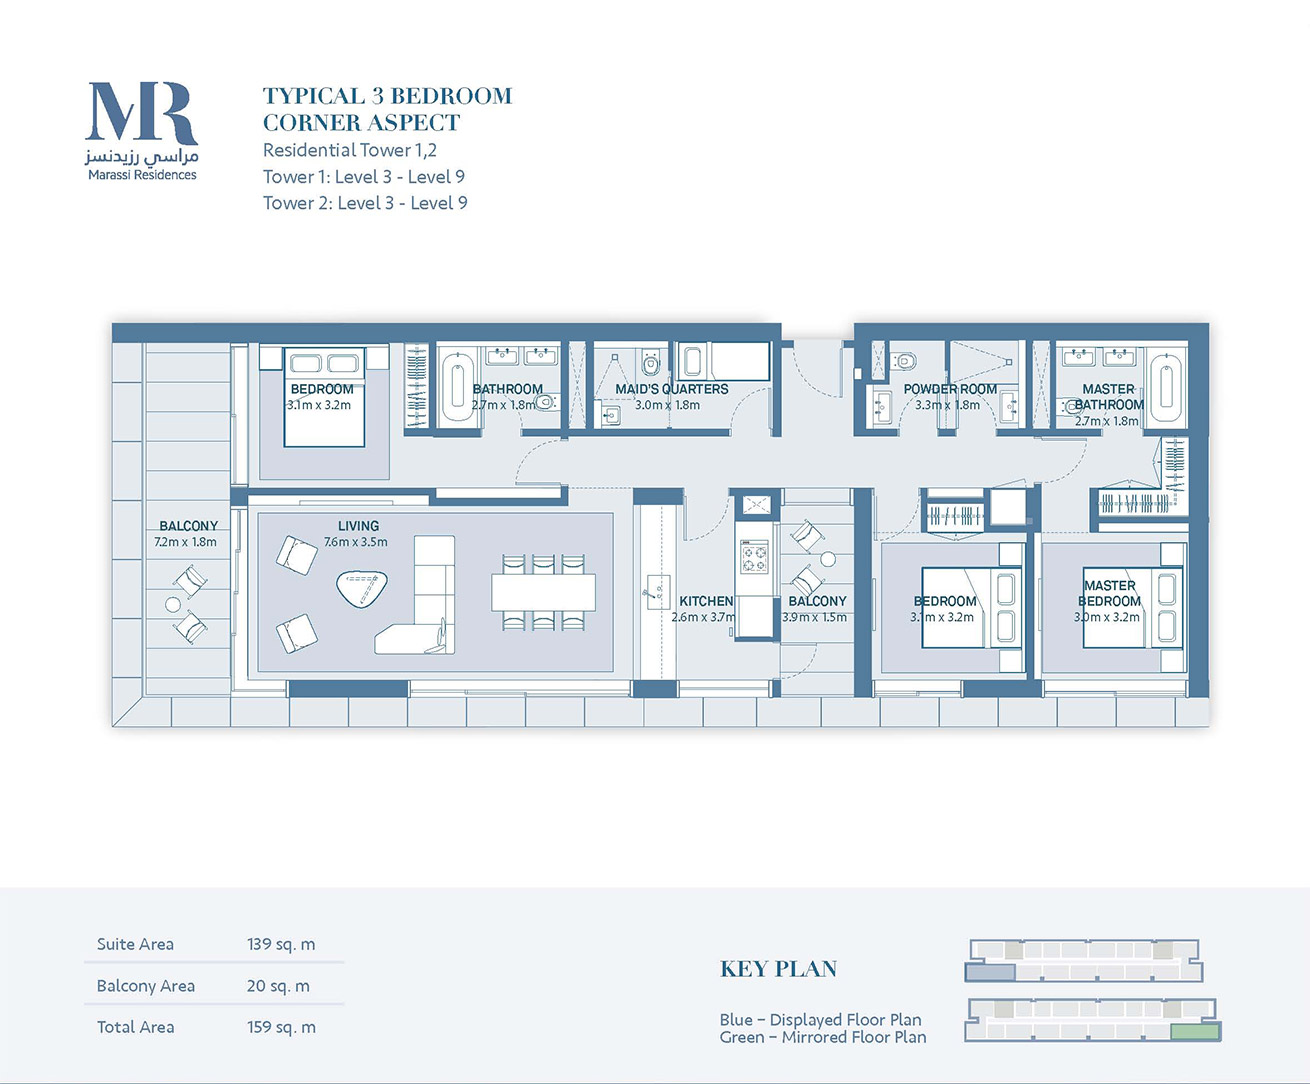 MR
مراسي رزيدنسز
Marassi Residences
TYPICAL 3 BEDROOM
CORNER ASPECT
Residential Tower 1,2
Tower 1: Level 3 - Level 9
Tower 2: Level 3 - Level 9
BEDROOM
3.1m x 3.2m
BATHROOM
2.7m x 1.8m
MAID'S QUARTERS
3.0m x 1.8m
POWDER ROOM
3.3m x 1.8m
MASTER
BATHROOM
2.7m x 1.8m
BALCONY
7.2m x 1.8m
LIVING
7.6m x 3.5m
KITCHEN
2.6m x 3.7m
BALCONY
3.9m x 1.5m
BEDROOM
3.1m x 3.2m
MASTER
BEDROOM
3.0m x 3.2m
Suite Area 139 sq. m
Balcony Area 20 sq. m
Total Area 159 sq. m
KEY PLAN
Blue – Displayed Floor Plan
Green – Mirrored Floor Plan